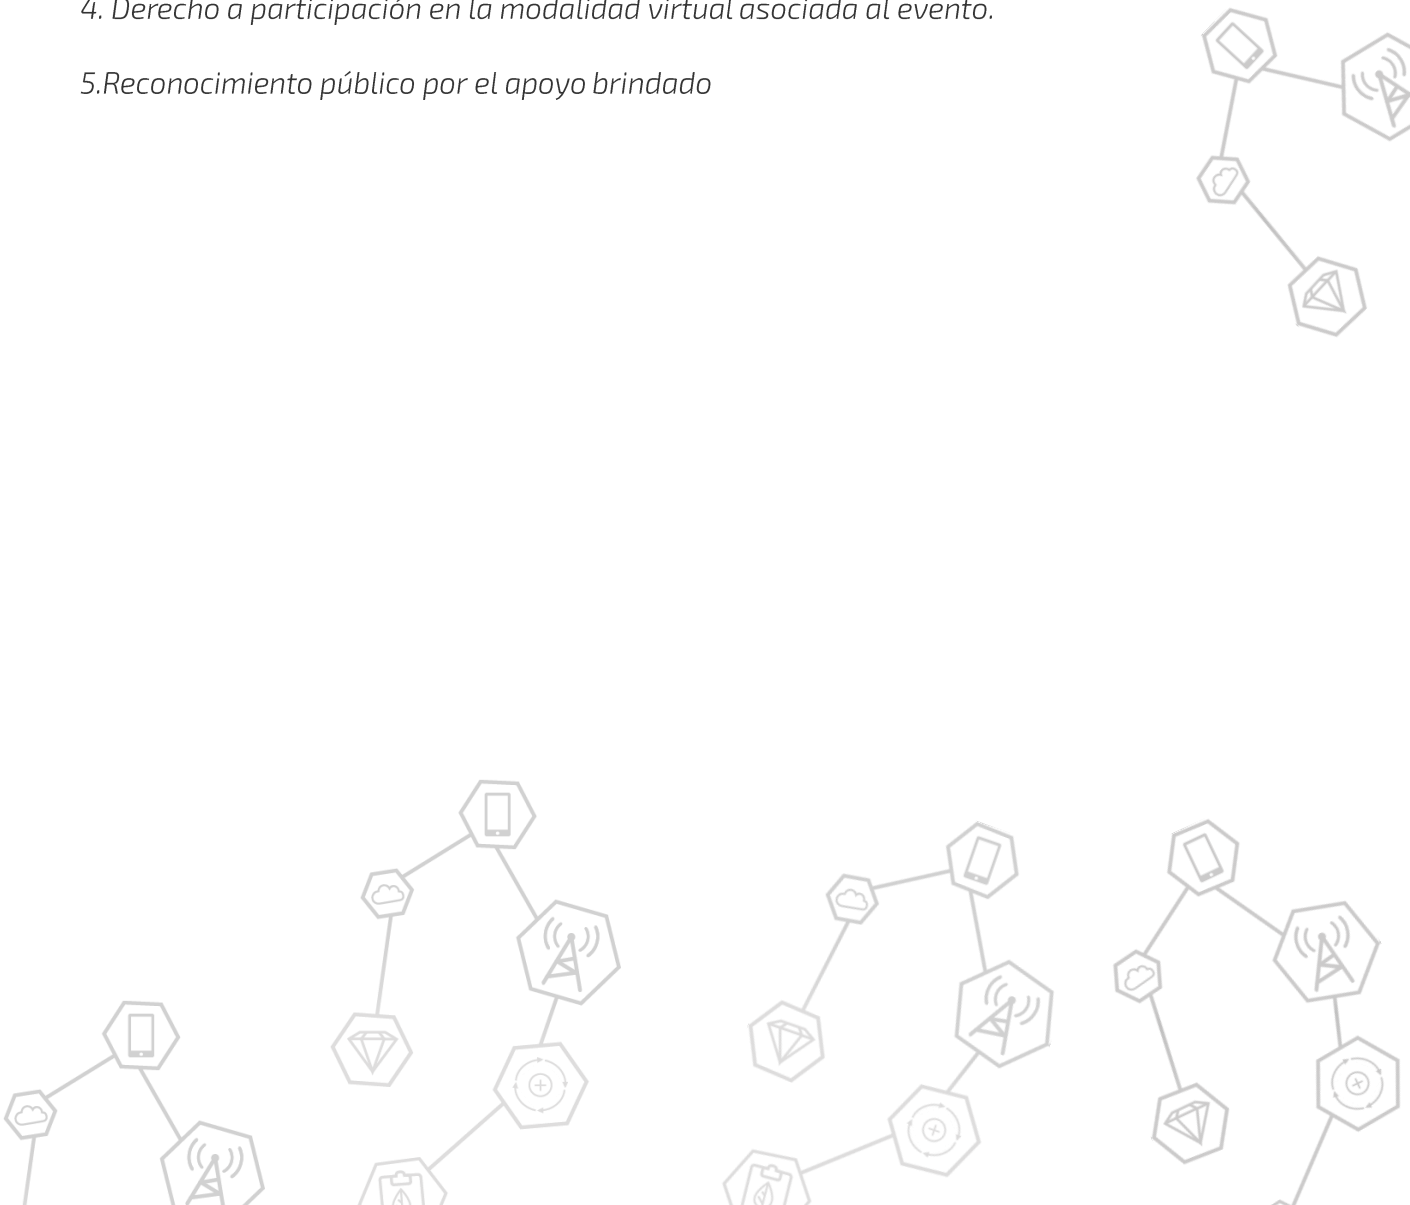 4. Derecho a participación en la modalidad virtual asociada al evento.
5.Reconocimiento público por el apoyo brindado